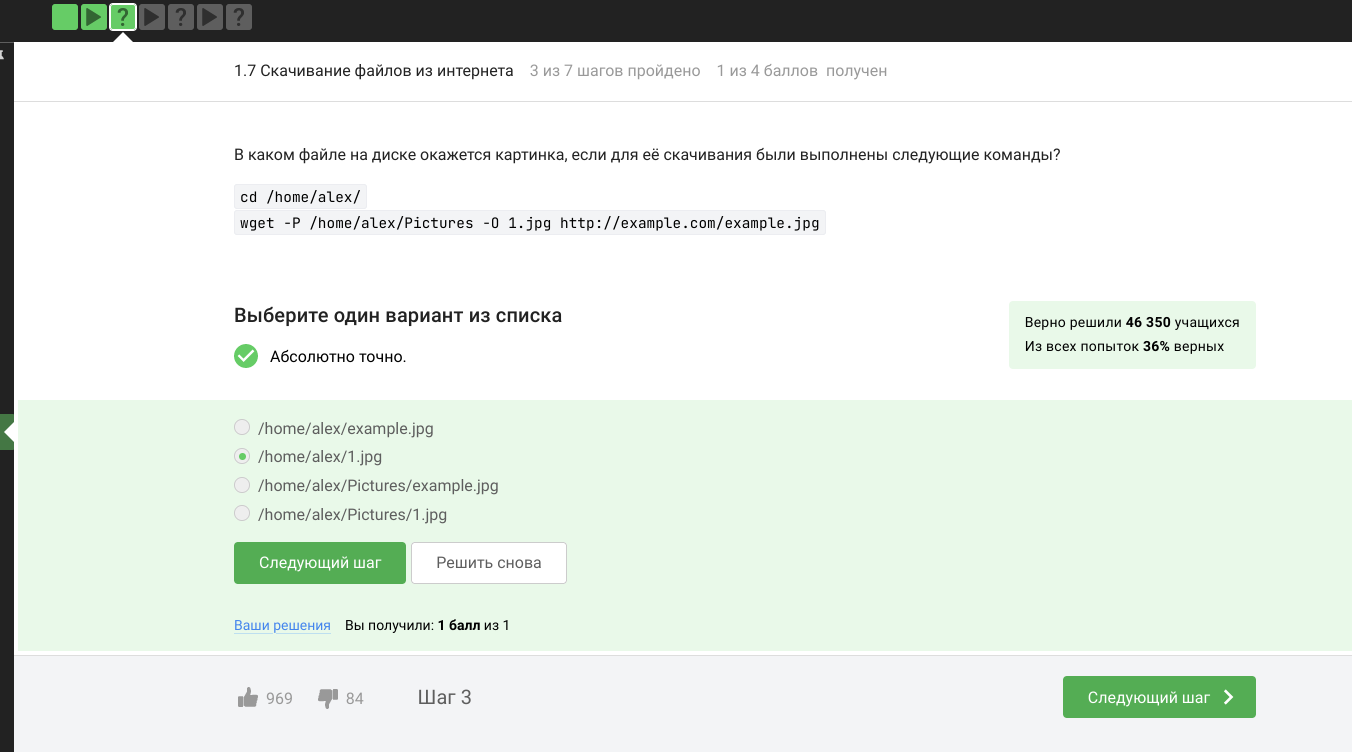 1.7 Скачивание файлов из интернета 3 из 7 шагов пройдено 1 из 4 баллов получен
В каком файле на диске окажется картинка, если для её скачивания были выполнены следующие команды?
cd /home/alex/
wget -P /home/alex/Pictures -O 1.jpg http://example.com/example.jpg
Выберите один вариант из списка
Абсолютно точно.
Верно решили 46 350 учащихся
Из всех попыток 36% верных
/home/alex/example.jpg
/home/alex/1.jpg
/home/alex/Pictures/example.jpg
/home/alex/Pictures/1.jpg
Следующий шаг Решить снова
Ваши решения Вы получили: 1 балл из 1
969 84 Шаг 3 Следующий шаг